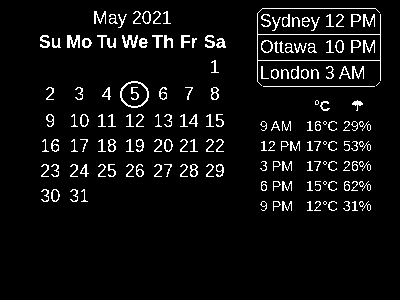 May 2021
Su Mo Tu We Th Fr Sa
1
2 3 4 5 6 7 8
9 10 11 12 13 14 15
16 17 18 19 20 21 22
23 24 25 26 27 28 29
30 31
Sydney 12 PM
Ottawa 10 PM
London 3 AM
°C ☂
9 AM 16°C 29%
12 PM 17°C 53%
3 PM 17°C 26%
6 PM 15°C 62%
9 PM 12°C 31%